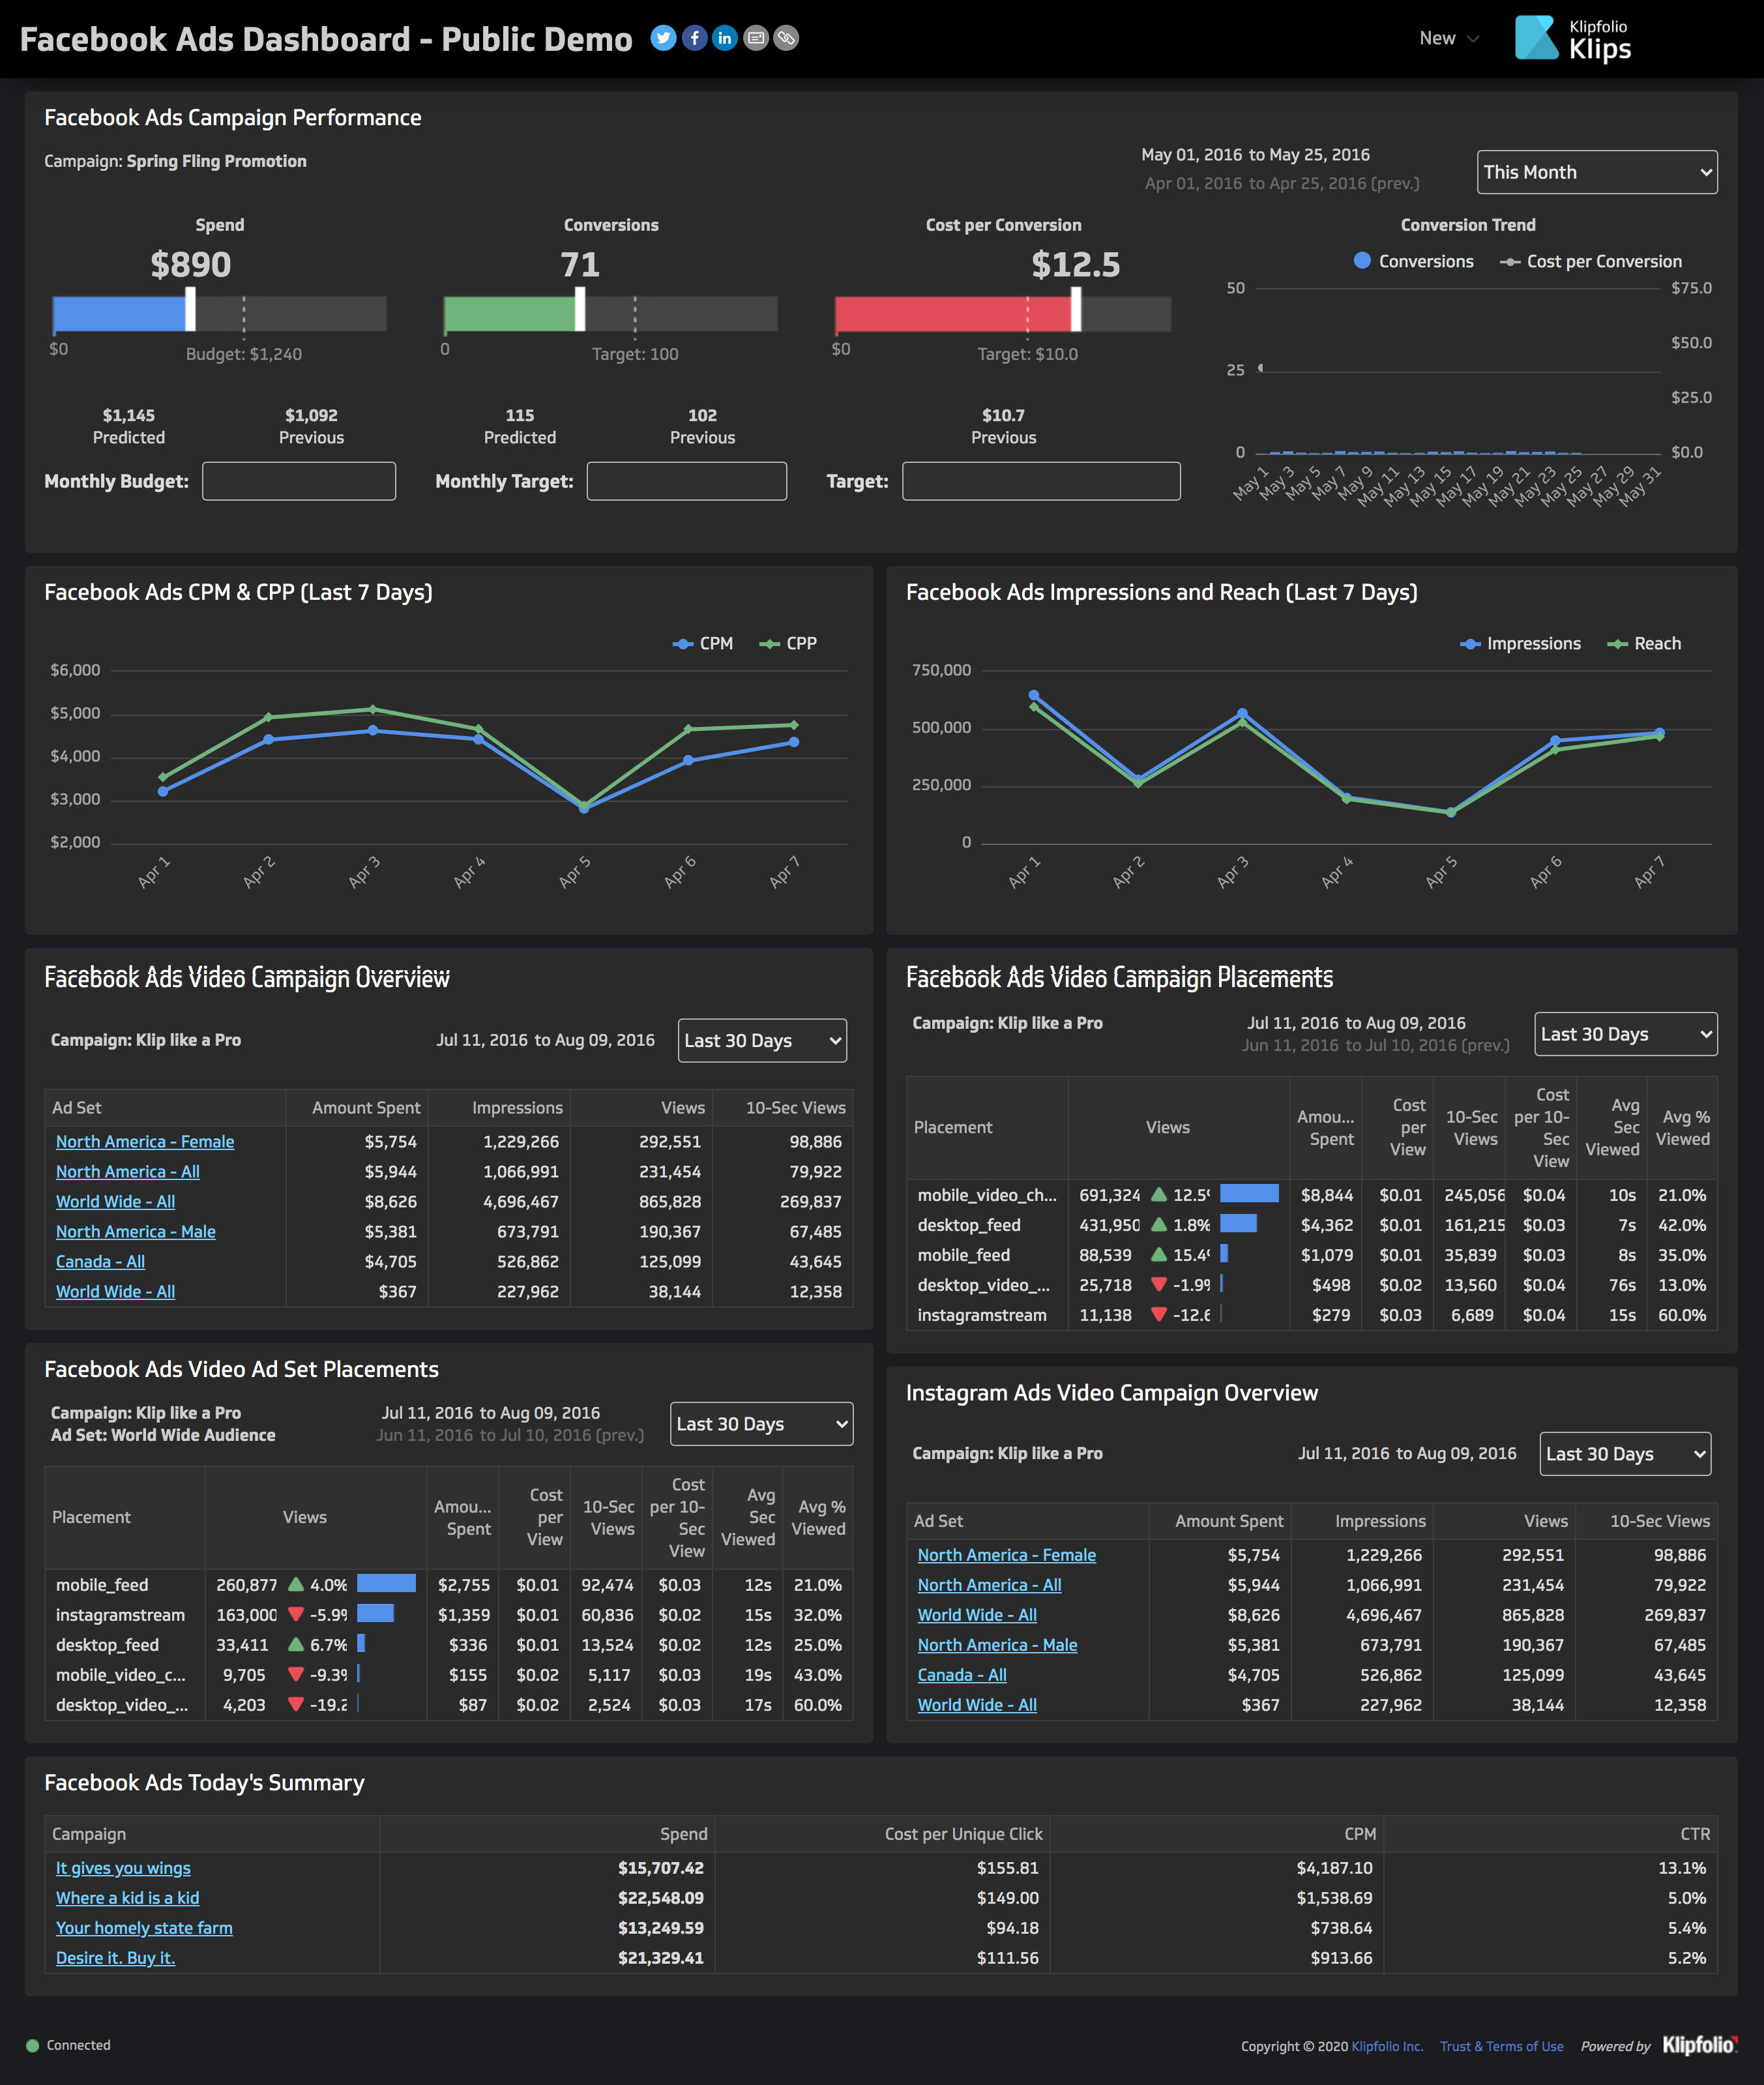 Facebook Ads Dashboard - Public Demo
New
Klipfolio
Klips
Facebook Ads Campaign Performance
Campaign: Spring Fling Promotion
May 01, 2016 to May 25, 2016
Apr 01, 2016 to Apr 25, 2016 (prev.)
This Month
Spend
$890
$0
Budget: $1,240
$1,145
Predicted
$1,092
Previous
Monthly Budget:
Conversions
71
0
Target: 100
115
Predicted
102
Previous
Monthly Target:
Cost per Conversion
$12.5
$0
Target: $10.0
$10.7
Previous
Target:
Conversion Trend
Conversions Cost per Conversion
50 $75.0
$50.0
25
$25.0
0 $0.0
May 1 May 3 May 5 May 7 May 9 May 11 May 13 May 15 May 17 May 19 May 21 May 23 May 25 May 27 May 29 May 31
Facebook Ads CPM & CPP (Last 7 Days)
CPM CPP
$6,000
$5,000
$4,000
$3,000
$2,000
Apr 1 Apr 2 Apr 3 Apr 4 Apr 5 Apr 6 Apr 7
Facebook Ads Impressions and Reach (Last 7 Days)
Impressions Reach
750,000
500,000
250,000
0
Apr 1 Apr 2 Apr 3 Apr 4 Apr 5 Apr 6 Apr 7
Facebook Ads Video Campaign Overview
Campaign: Klip like a Pro
Jul 11, 2016 to Aug 09, 2016
Last 30 Days
Ad Set Amount Spent Impressions Views 10-Sec Views
North America - Female $5,754 1,229,266 292,551 98,886
North America - All $5,944 1,066,991 231,454 79,922
World Wide - All $8,626 4,696,467 865,828 269,837
North America - Male $5,381 673,791 190,367 67,485
Canada - All $4,705 526,862 125,099 43,645
World Wide - All $367 227,962 38,144 12,358
Facebook Ads Video Campaign Placements
Campaign: Klip like a Pro
Jul 11, 2016 to Aug 09, 2016
Jun 11, 2016 to Jul 10, 2016 (prev.)
Last 30 Days
Placement Views Amou... Spent Cost per View 10-Sec Views Cost per 10-Sec View Avg Sec Viewed Avg % Viewed
mobile_video_ch... 691,324 12.5 $8,844 $0.01 245,056 $0.04 10s 21.0%
desktop_feed 431,950 1.8% $4,362 $0.01 161,215 $0.03 7s 42.0%
mobile_feed 88,539 15.4 $1,079 $0.01 35,839 $0.03 8s 35.0%
desktop_video_... 25,718 -1.9% $498 $0.02 13,560 $0.04 76s 13.0%
instagramstream 11,138 -12.6 $279 $0.03 6,689 $0.04 15s 60.0%
Facebook Ads Video Ad Set Placements
Campaign: Klip like a Pro
Ad Set: World Wide Audience
Jul 11, 2016 to Aug 09, 2016
Jun 11, 2016 to Jul 10, 2016 (prev.)
Last 30 Days
Placement Views Amou... Spent Cost per View 10-Sec Views Cost per 10-Sec View Avg Sec Viewed Avg % Viewed
mobile_feed 260,877 4.0% $2,755 $0.01 92,474 $0.03 12s 21.0%
instagramstream 163,000 -5.9% $1,359 $0.01 60,836 $0.02 15s 32.0%
desktop_feed 33,411 6.7% $336 $0.01 13,524 $0.02 12s 25.0%
mobile_video_c... 9,705 -9.3% $155 $0.02 5,117 $0.03 19s 43.0%
desktop_video_... 4,203 -19.2 $87 $0.02 2,524 $0.03 17s 60.0%
Instagram Ads Video Campaign Overview
Campaign: Klip like a Pro
Jul 11, 2016 to Aug 09, 2016
Last 30 Days
Ad Set Amount Spent Impressions Views 10-Sec Views
North America - Female $5,754 1,229,266 292,551 98,886
North America - All $5,944 1,066,991 231,454 79,922
World Wide - All $8,626 4,696,467 865,828 269,837
North America - Male $5,381 673,791 190,367 67,485
Canada - All $4,705 526,862 125,099 43,645
World Wide - All $367 227,962 38,144 12,358
Facebook Ads Today's Summary
Campaign Spend Cost per Unique Click CPM CTR
It gives you wings $15,707.42 $155.81 $4,187.10 13.1%
Where a kid is a kid $22,548.09 $149.00 $1,538.69 5.0%
Your homely state farm $13,249.59 $94.18 $738.64 5.4%
Desire it. Buy it. $21,329.41 $111.56 $913.66 5.2%
Connected
Copyright © 2020 Klipfolio Inc. Trust & Terms of Use Powered by Klipfolio